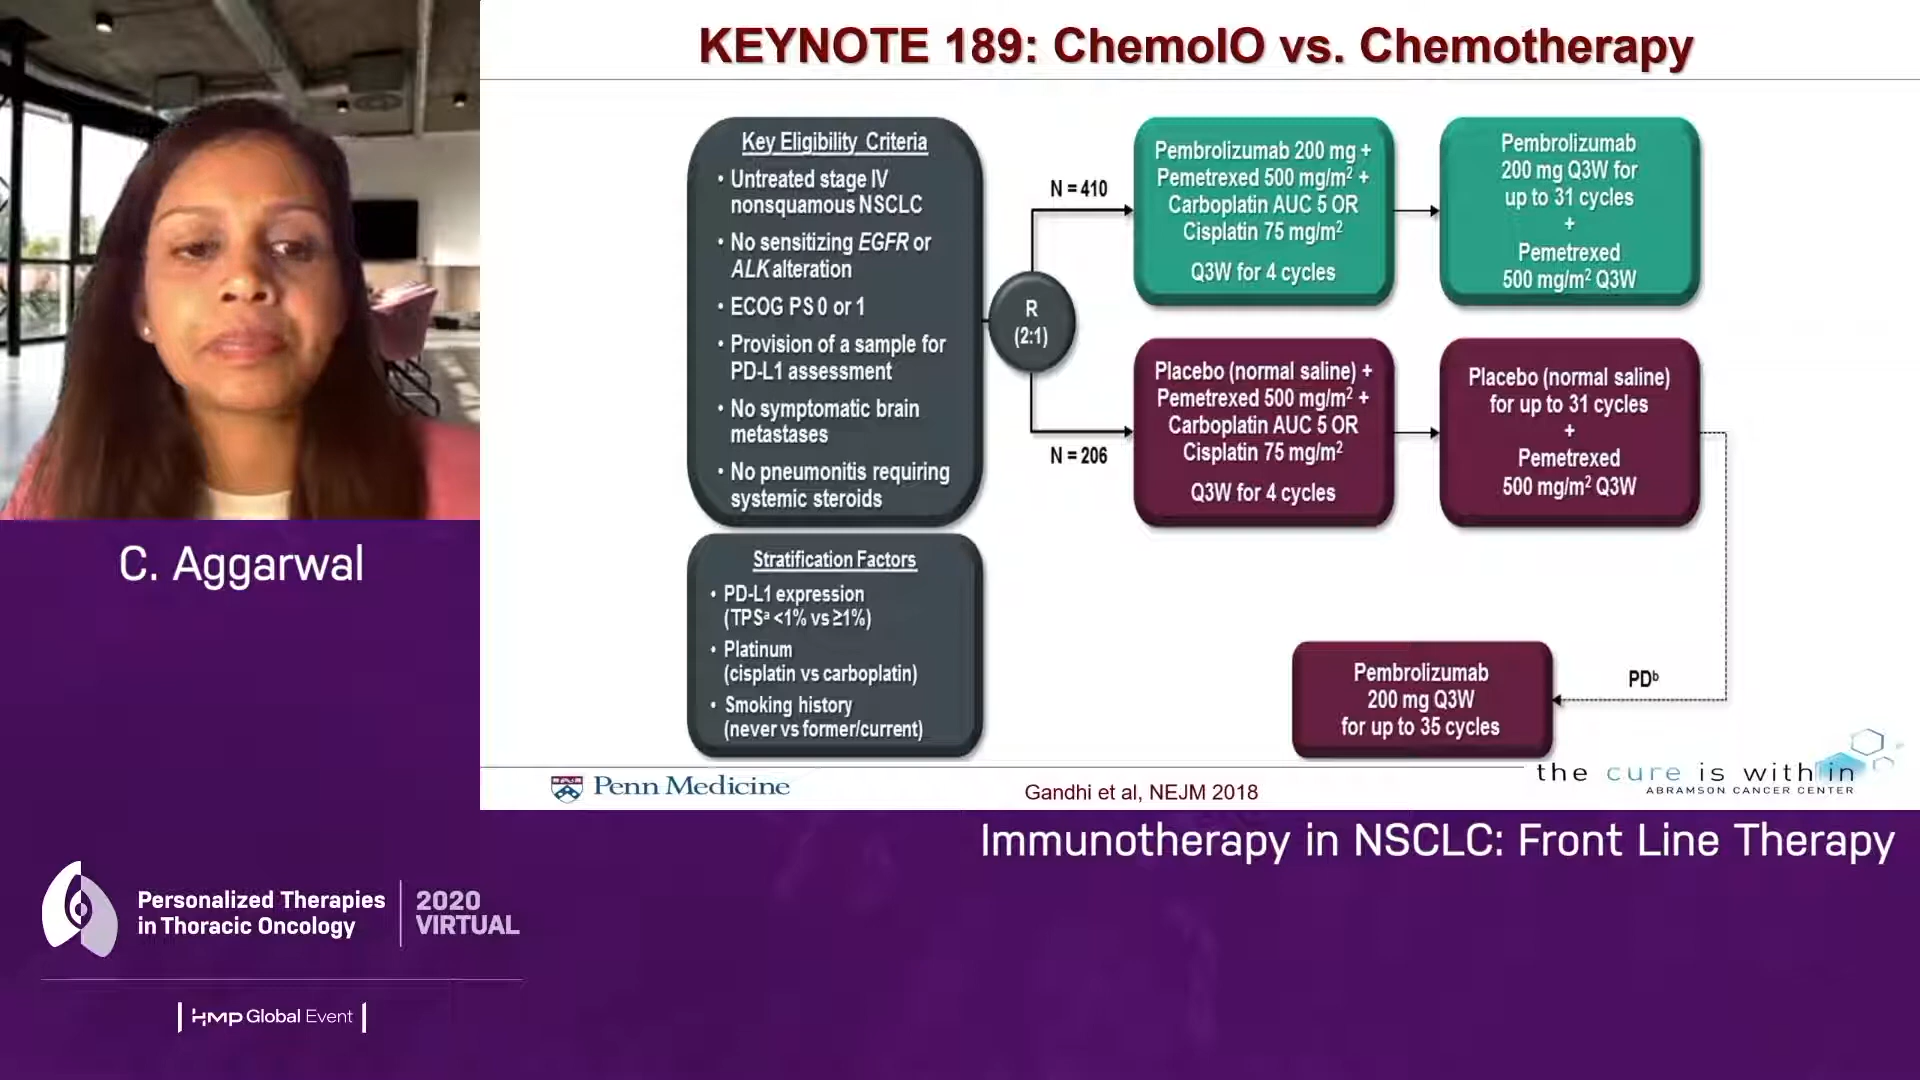 KEYNOTE 189: ChemoIO vs. Chemotherapy
Key Eligibility Criteria
• Untreated stage IV
nonsquamous NSCLC
• No sensitizing EGFR or
ALK alteration
• ECOG PS 0 or 1
• Provision of a sample for
PD-L1 assessment
• No symptomatic brain
metastases
• No pneumonitis requiring
systemic steroids
Stratification Factors
• PD-L1 expression
(TPSª <1% vs ≥1%)
• Platinum
(cisplatin vs carboplatin)
• Smoking history
(never vs former/current)
R
(2:1)
N = 410
Pembrolizumab 200 mg +
Pemetrexed 500 mg/m² +
Carboplatin AUC 5 OR
Cisplatin 75 mg/m²
Q3W for 4 cycles
Pembrolizumab
200 mg Q3W for
up to 31 cycles
+
Pemetrexed
500 mg/m² Q3W
N = 206
Placebo (normal saline) +
Pemetrexed 500 mg/m² +
Carboplatin AUC 5 OR
Cisplatin 75 mg/m²
Q3W for 4 cycles
Placebo (normal saline)
for up to 31 cycles
+
Pemetrexed
500 mg/m² Q3W
PDᵇ
Pembrolizumab
200 mg Q3W
for up to 35 cycles
Penn Medicine
Gandhi et al, NEJM 2018
the cure is within
ABRAMSON CANCER CENTER
C. Aggarwal
Immunotherapy in NSCLC: Front Line Therapy
Personalized Therapies
in Thoracic Oncology
2020
VIRTUAL
HMP Global Event